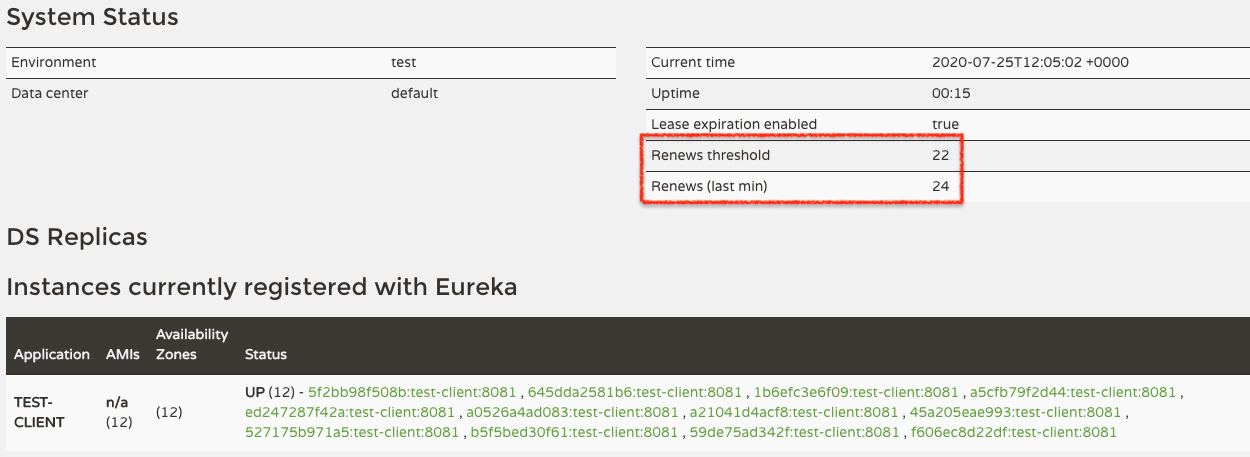 System Status
Environment test
Data center default
Current time 2020-07-25T12:05:02 +0000
Uptime 00:15
Lease expiration enabled true
Renews threshold 22
Renews (last min) 24
DS Replicas
Instances currently registered with Eureka
Application AMIs Availability Zones Status
TEST-CLIENT n/a (12) (12) UP (12) - 5f2bb98f508b:test-client:8081 , 645dda2581b6:test-client:8081 , 1b6efc3e6f09:test-client:8081 , a5cfb79f2d44:test-client:8081 ,
ed247287f42a:test-client:8081 , a0526a4ad083:test-client:8081 , a21041d4acf8:test-client:8081 , 45a205eae993:test-client:8081 ,
527175b971a5:test-client:8081 , b5f5bed30f61:test-client:8081 , 59de75ad342f:test-client:8081 , f606ec8d22df:test-client:8081